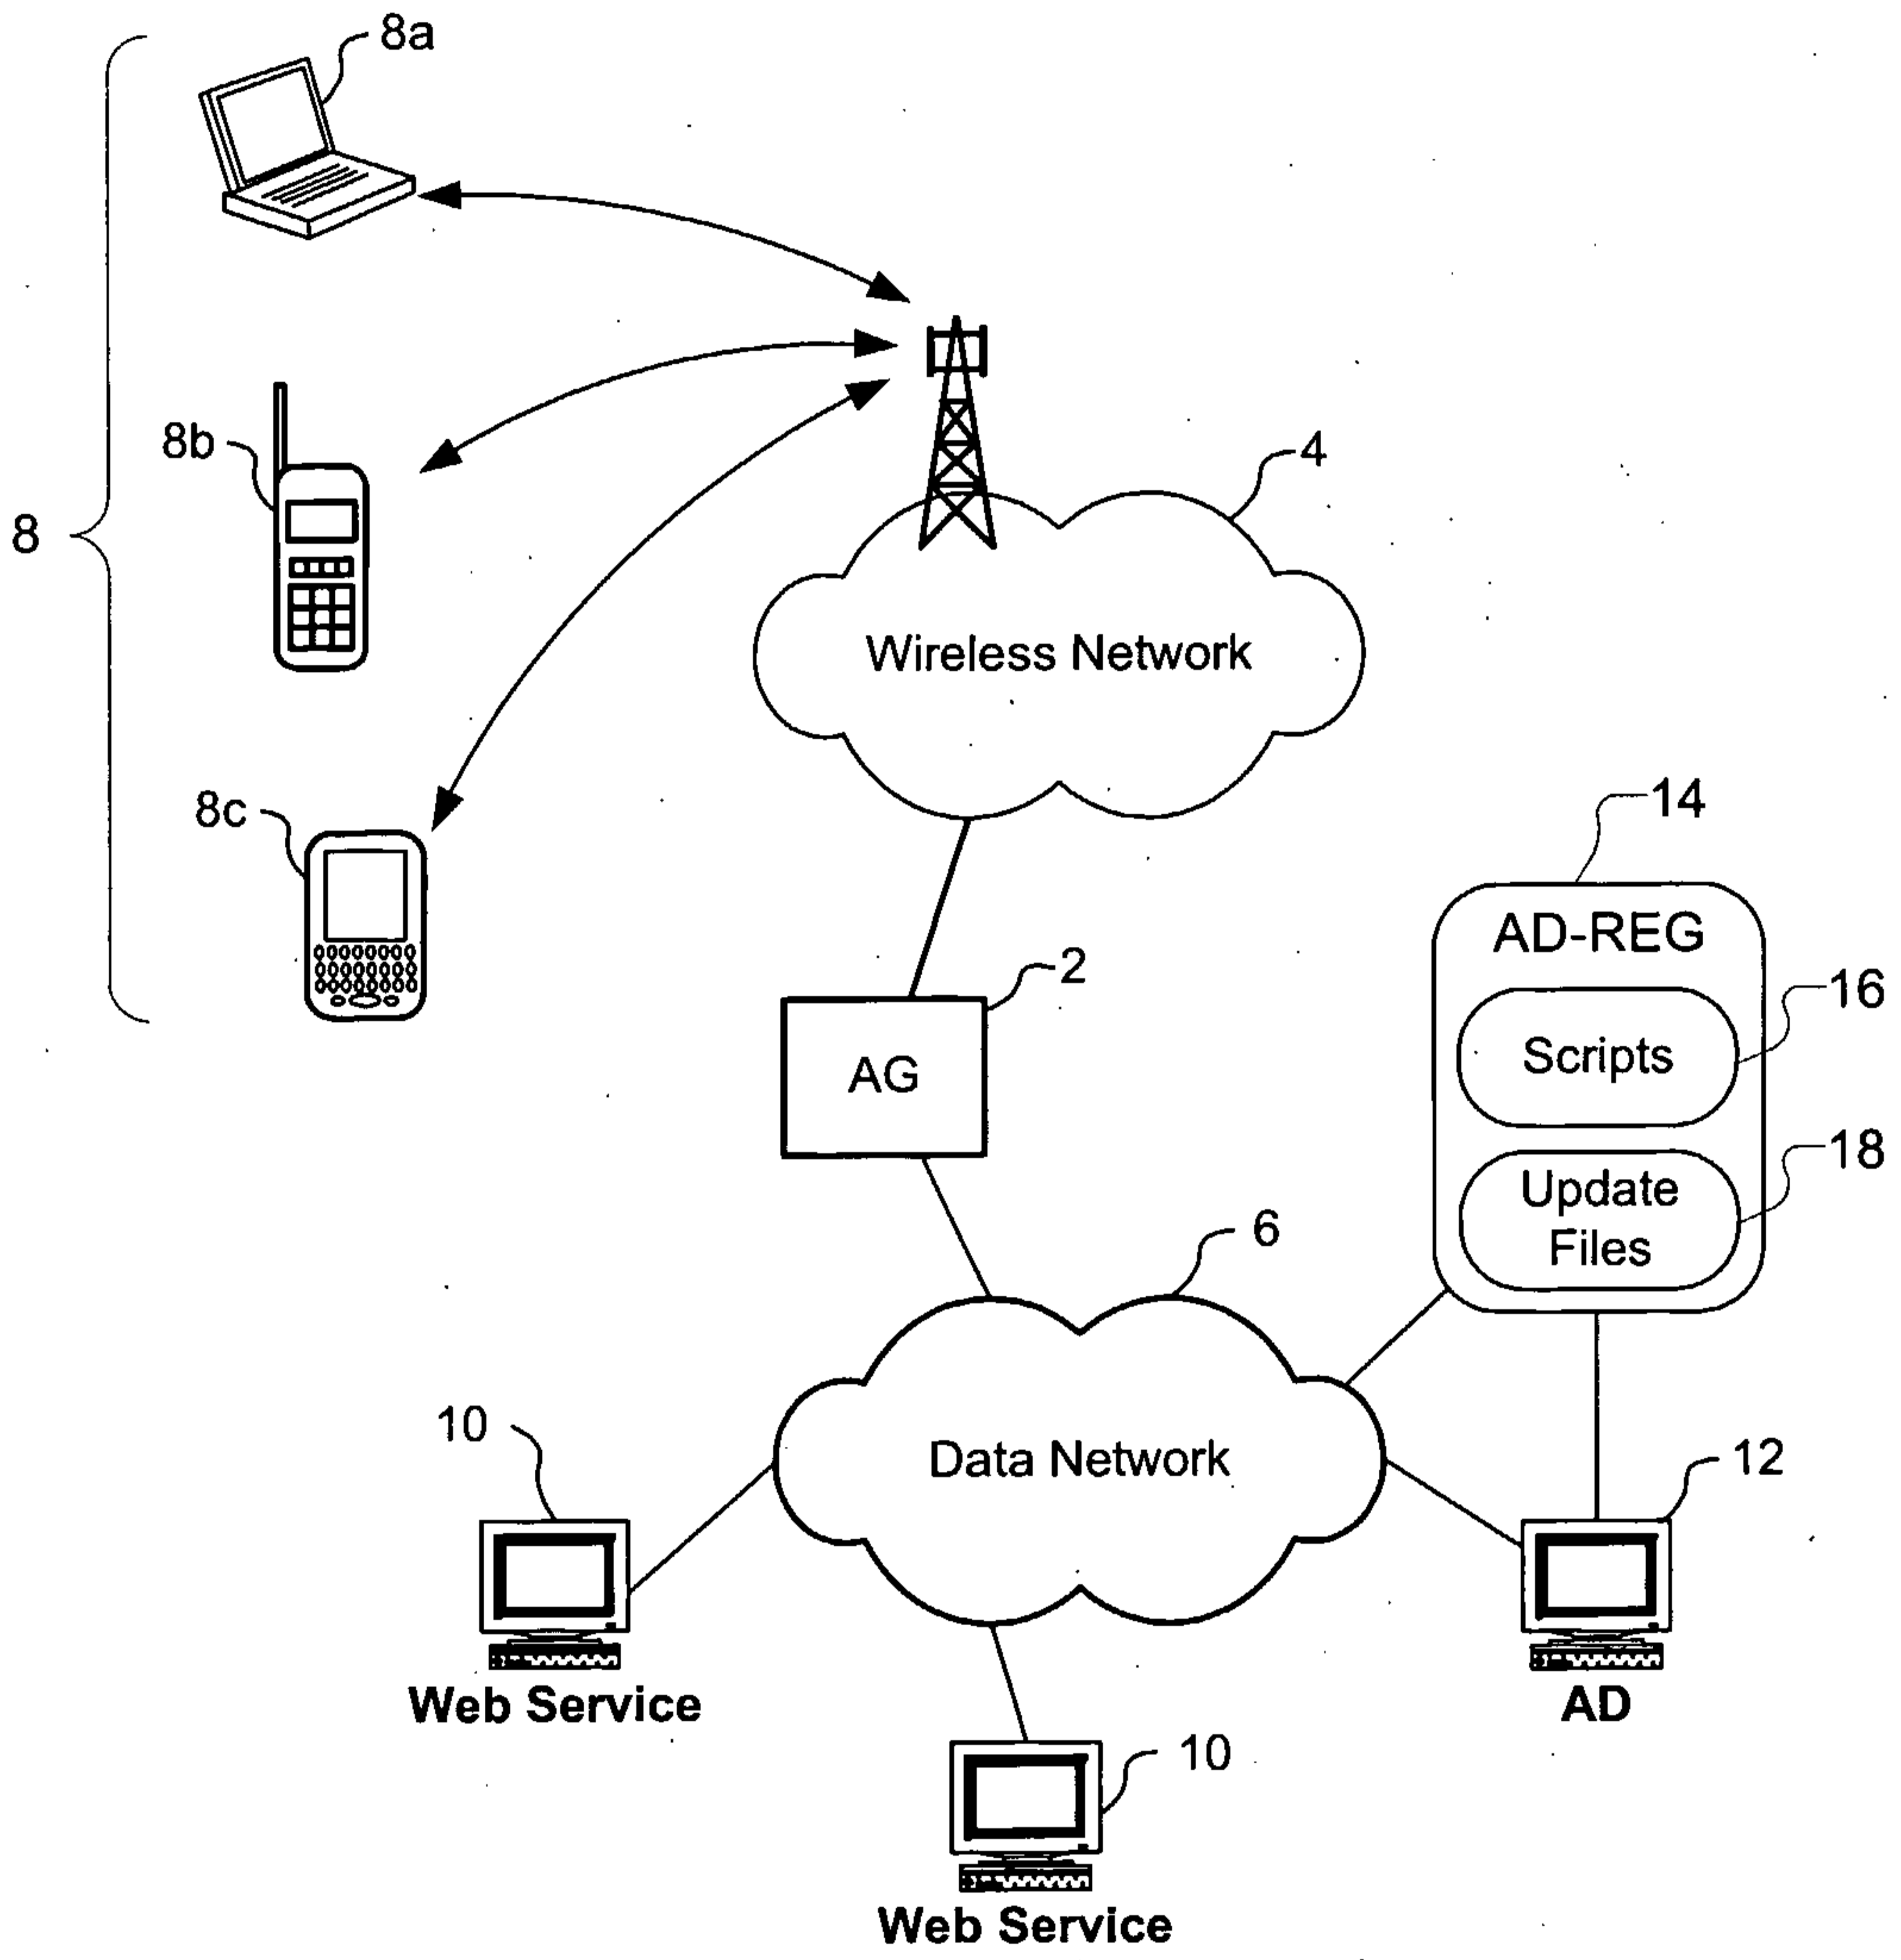 8a
8b
8
4
Wireless Network
8c
14
AD-REG
2
16
AG
Scripts
18
Update
Files
6
10
Data Network
12
Web Service
AD
10
Web Service